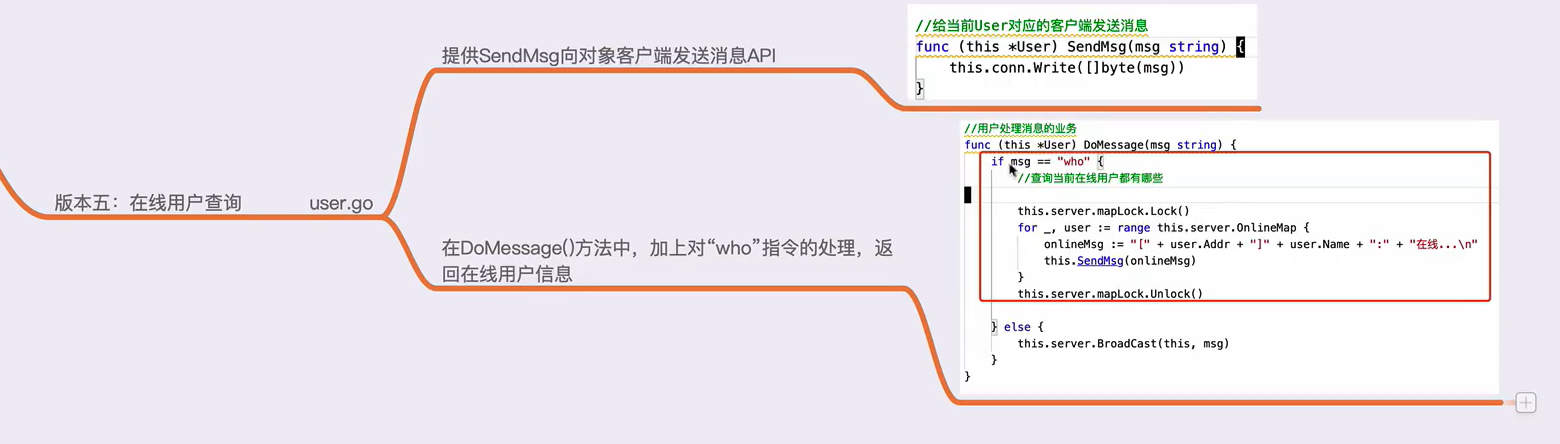 版本五：在线用户查询
user.go
提供SendMsg向对象客户端发送消息API
//给当前User对应的客户端发送消息
func (this *User) SendMsg(msg string) {
this.conn.Write([]byte(msg))
}
在DoMessage()方法中，加上对“who”指令的处理，返
回在线用户信息
//用户处理消息的业务
func (this *User) DoMessage(msg string) {
if msg == "who" {
//查询当前在线用户都有哪些
this.server.mapLock.Lock()
for _, user := range this.server.OnlineMap {
onlineMsg := "[" + user.Addr + "]" + user.Name + ":" + "在线...\n"
this.SendMsg(onlineMsg)
}
this.server.mapLock.Unlock()
} else {
this.server.BroadCast(this, msg)
}
}